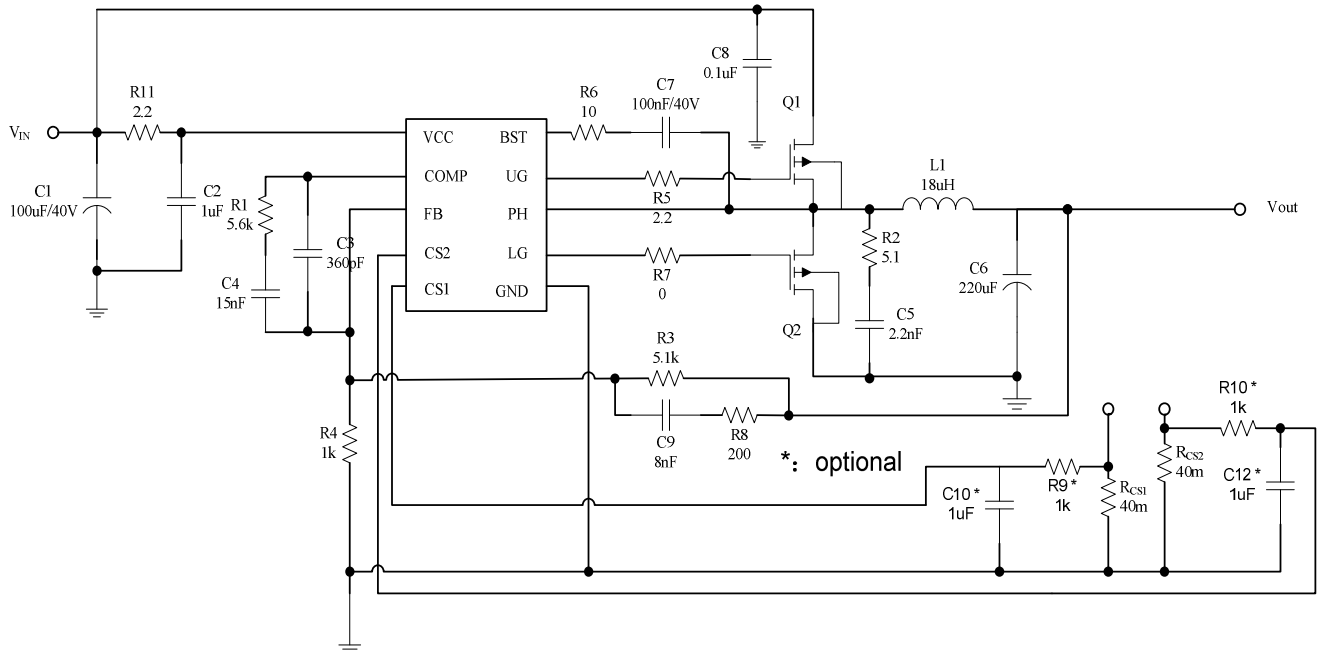 C8
0.1uF
C7
100nF/40V
R6
10
Q1
R11
2.2
VIN
VCC
BST
COMP
UG
FB
PH
CS2
LG
CS1
GND
L1
18uH
C1
100uF/40V
R1
5.6k
C2
1uF
R5
2.2
Vout
C3
360pF
R2
5.1
C4
15nF
R7
0
C6
220uF
Q2
C5
2.2nF
R3
5.1k
R10*
1k
R4
1k
C9
8nF
R8
200
*: optional
RCS2
40m
C12*
1uF
C10*
1uF
R9*
1k
RCS1
40m